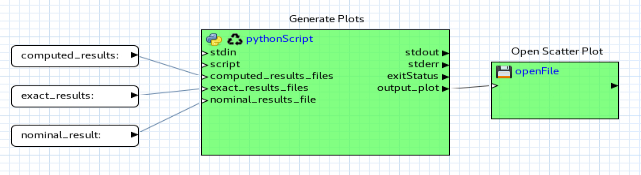 Generate Plots
pythonScript
stdin
script
computed_results_files
exact_results_files
nominal_results_file
stdout
stderr
exitStatus
output_plot
computed_results:
exact_results:
nominal_result:
Open Scatter Plot
openFile